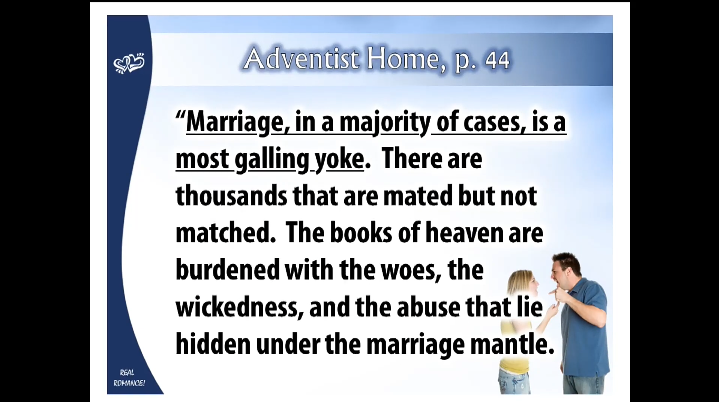 Adventist Home, p. 44
“Marriage, in a majority of cases, is a
most galling yoke.  There are
thousands that are mated but not
matched.  The books of heaven are
burdened with the woes, the
wickedness, and the abuse that lie
hidden under the marriage mantle.
REAL
ROMANCE!